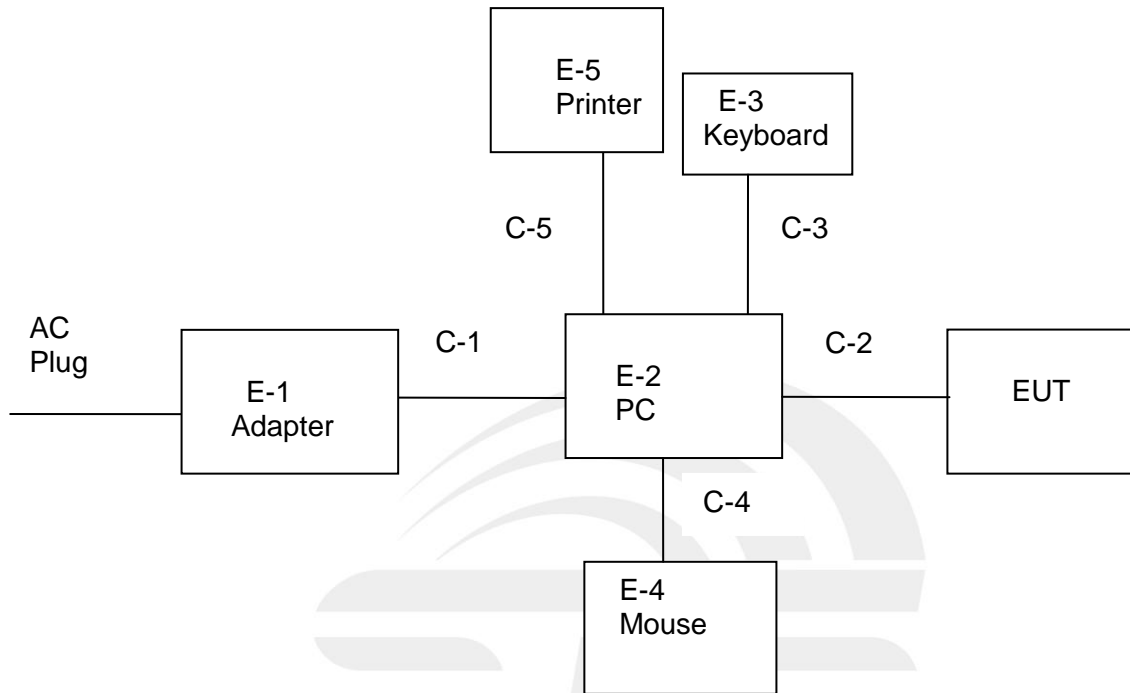 E-5
Printer
E-3
Keyboard
C-5
C-3
AC
Plug
C-1
C-2
E-1
Adapter
E-2
PC
EUT
C-4
E-4
Mouse